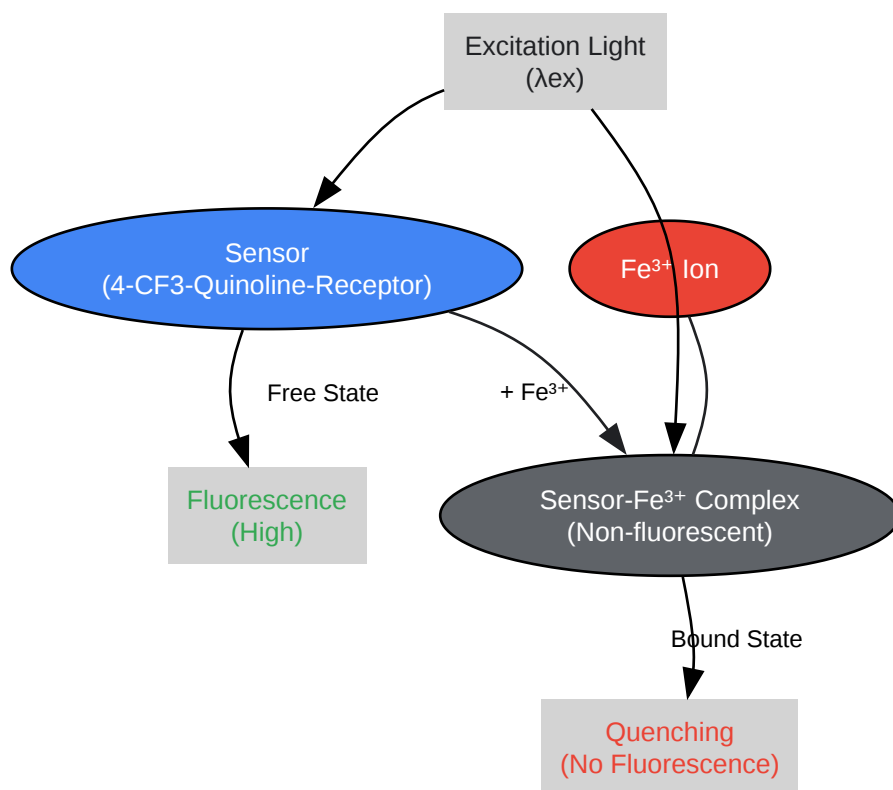 Excitation Light
(λex)
Sensor
(4-CF3-Quinoline-Receptor)
Fe³⁺ Ion
Free State
+ Fe³⁺
Fluorescence
(High)
Sensor-Fe³⁺ Complex
(Non-fluorescent)
Bound State
Quenching
(No Fluorescence)